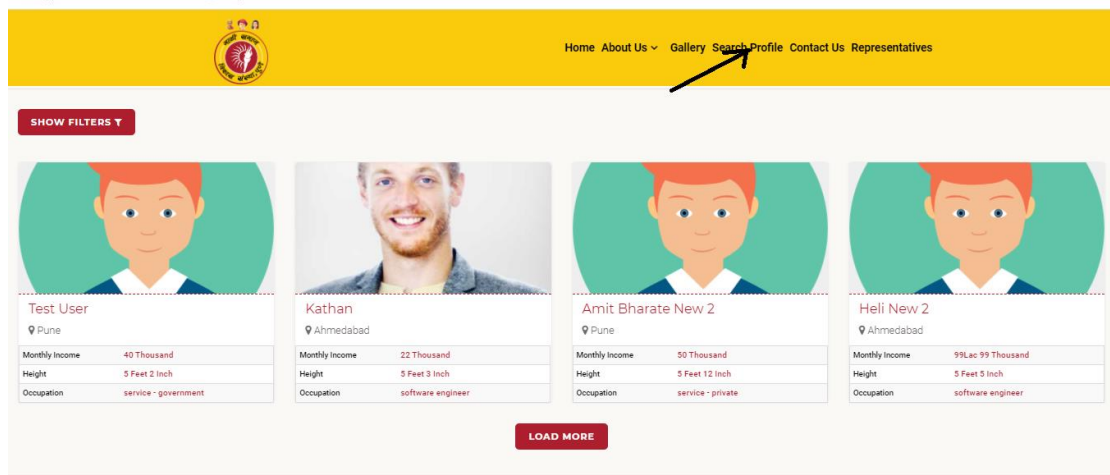 Home About Us Gallery Search Profile Contact Us Representatives
SHOW FILTERS
Test User
Pune
Monthly Income 40 Thousand
Height 5 Feet 2 Inch
Occupation service - government
Kathan
Ahmedabad
Monthly Income 22 Thousand
Height 5 Feet 3 Inch
Occupation software engineer
Amit Bharate New 2
Pune
Monthly Income 50 Thousand
Height 5 Feet 12 Inch
Occupation service - private
Heli New 2
Ahmedabad
Monthly Income 99Lac 99 Thousand
Height 5 Feet 5 Inch
Occupation software engineer
LOAD MORE